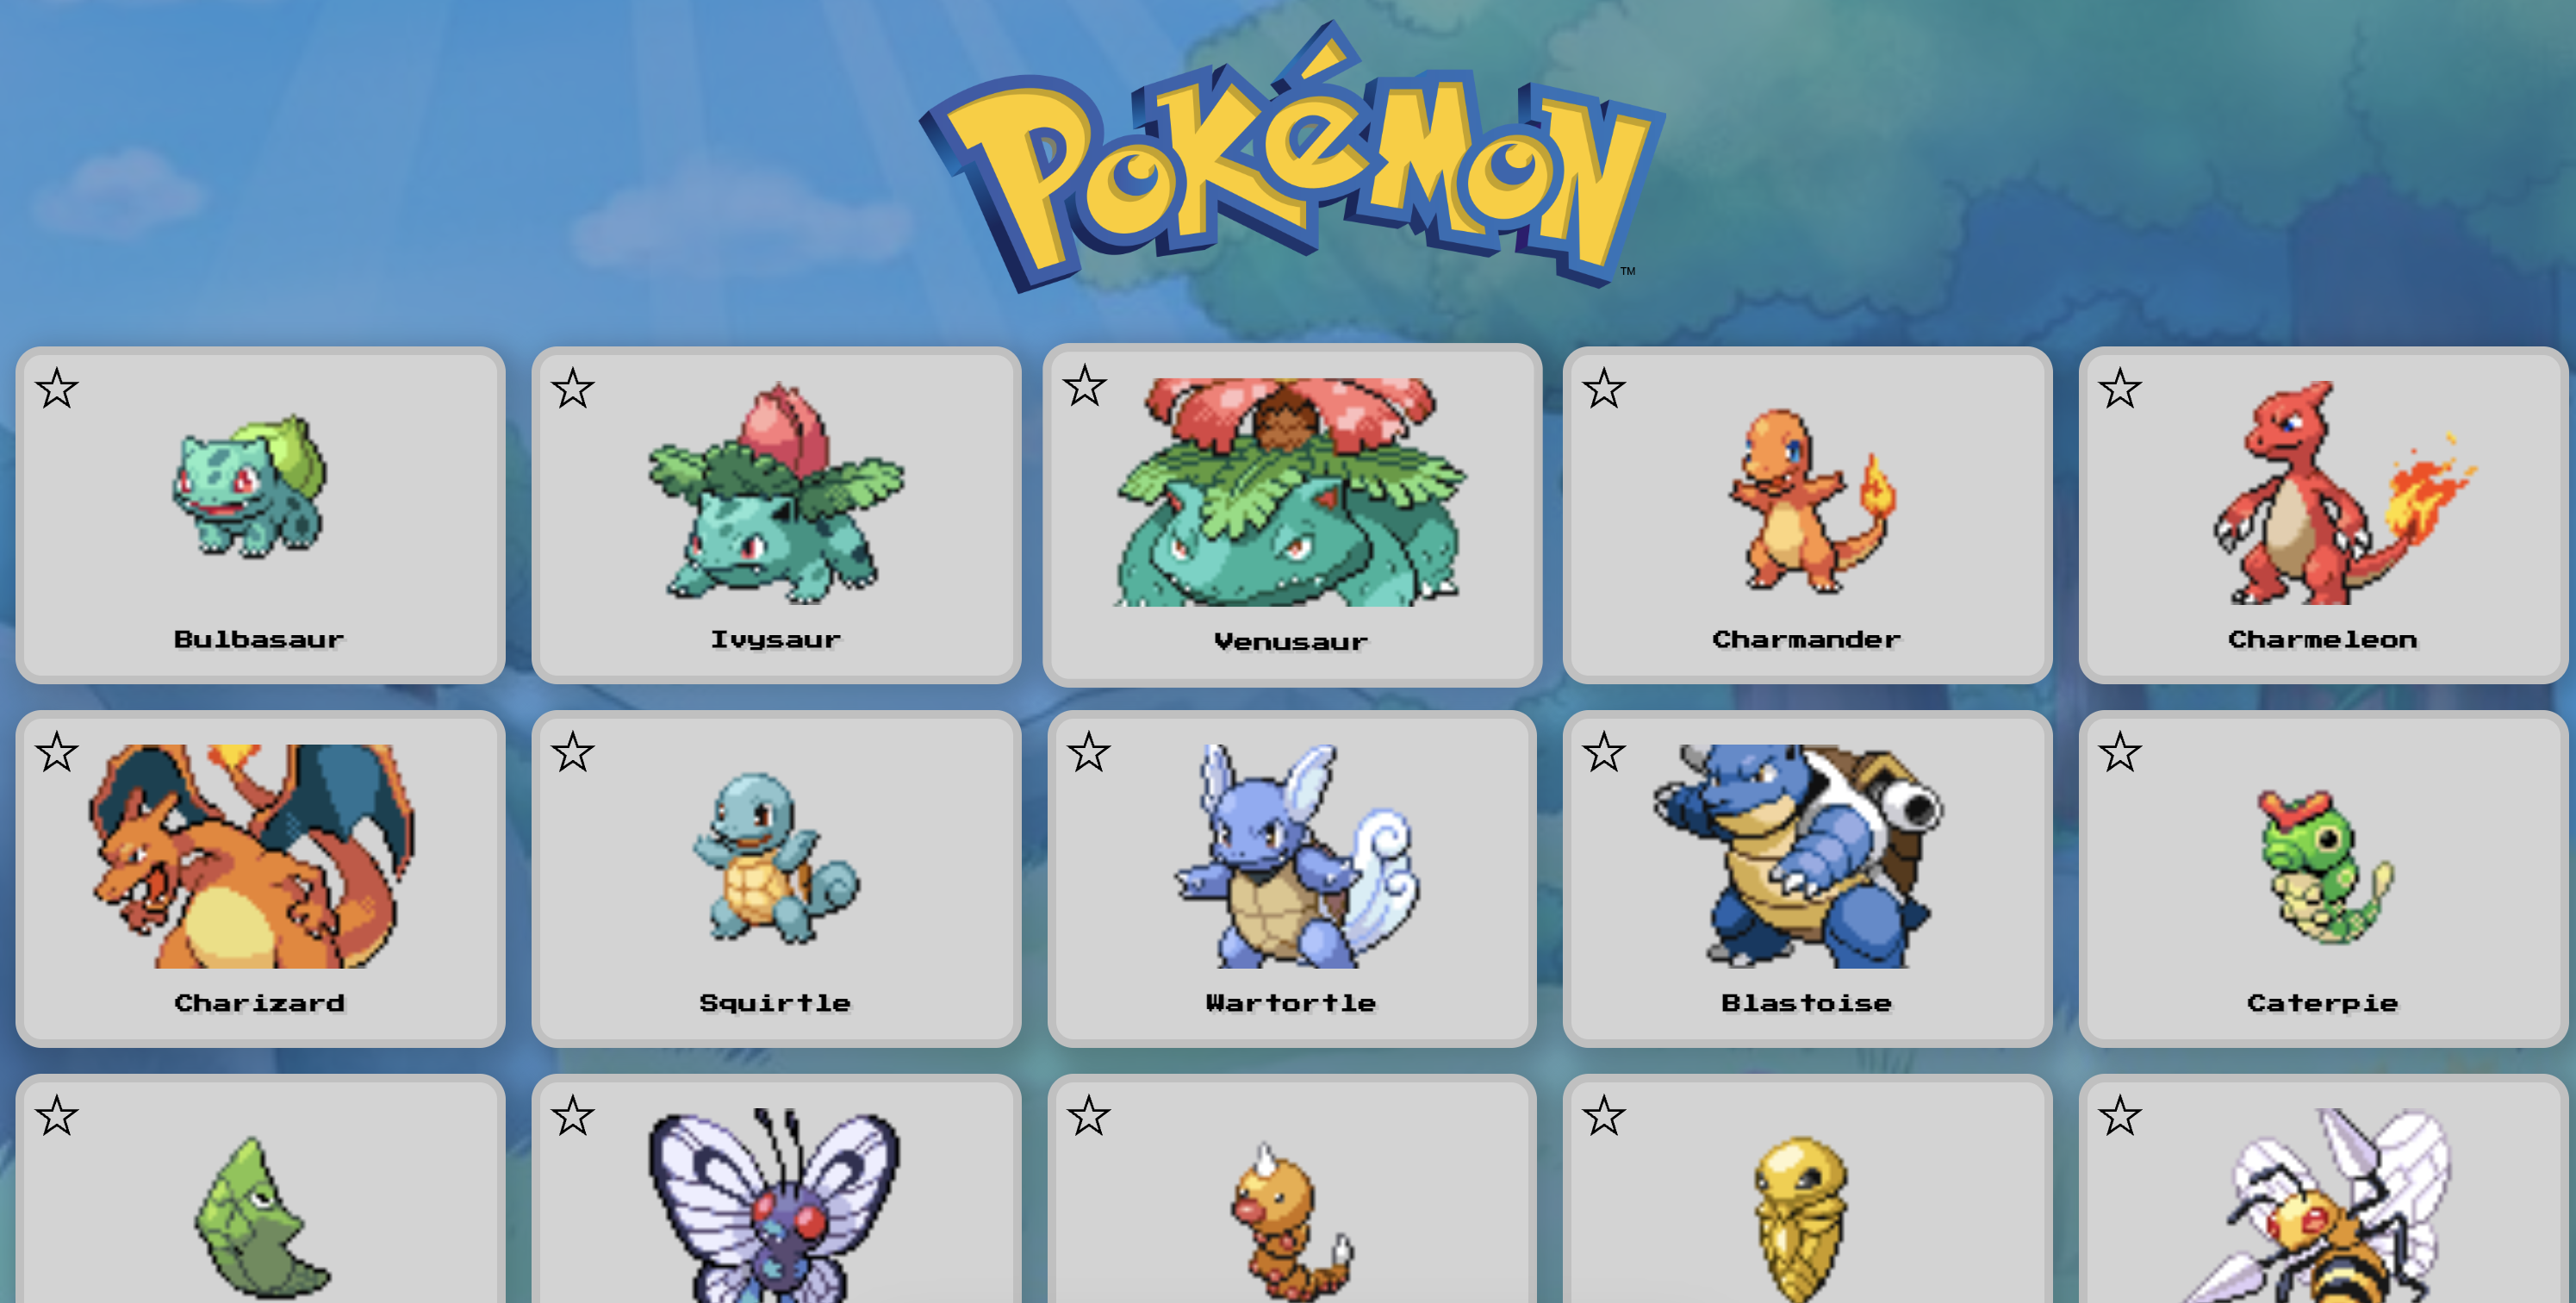 POKéMON
TM
Bulbasaur
Ivysaur
Venusaur
Charmander
Charmeleon
Charizard
Squirtle
Wartortle
Blastoise
Caterpie